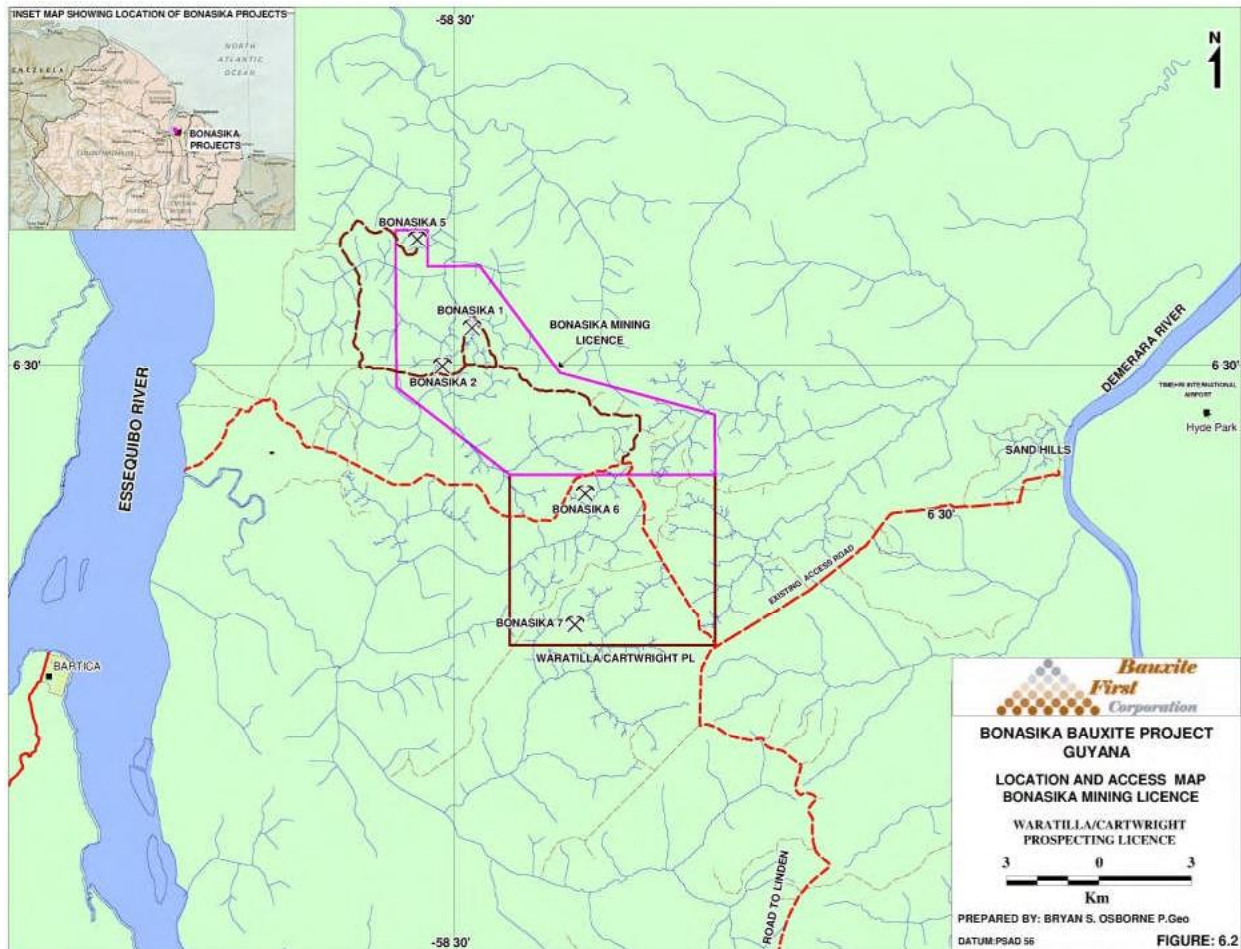 INSET MAP SHOWING LOCATION OF BONASIKA PROJECTS
NORTH
ATLANTIC
OCEAN
BONASIKA
PROJECTS
-58 30'
N
BONASIKA 5
BONASIKA 1
BONASIKA MINING
LICENCE
BONASIKA 2
6 30'
6 30'
DEMERARA RIVER
TIMEHRI INTERNATIONAL
AIRPORT
Hyde Park
ESSEQUIBO RIVER
SAND HILLS
BONASIKA 6
6 30'
EXISTING ACCESS ROAD
BONASIKA 7
WARATILLA/CARTWRIGHT PL
BARTICA
ROAD TO LINDEN
-58 30'
Bauxite
First
Corporation
BONASIKA BAUXITE PROJECT
GUYANA
LOCATION AND ACCESS MAP
BONASIKA MINING LICENCE
WARATILLA/CARTWRIGHT
PROSPECTING LICENCE
3 0 3
Km
PREPARED BY: BRYAN S. OSBORNE P.Geo
DATUM:PSAD 56
FIGURE: 6.2